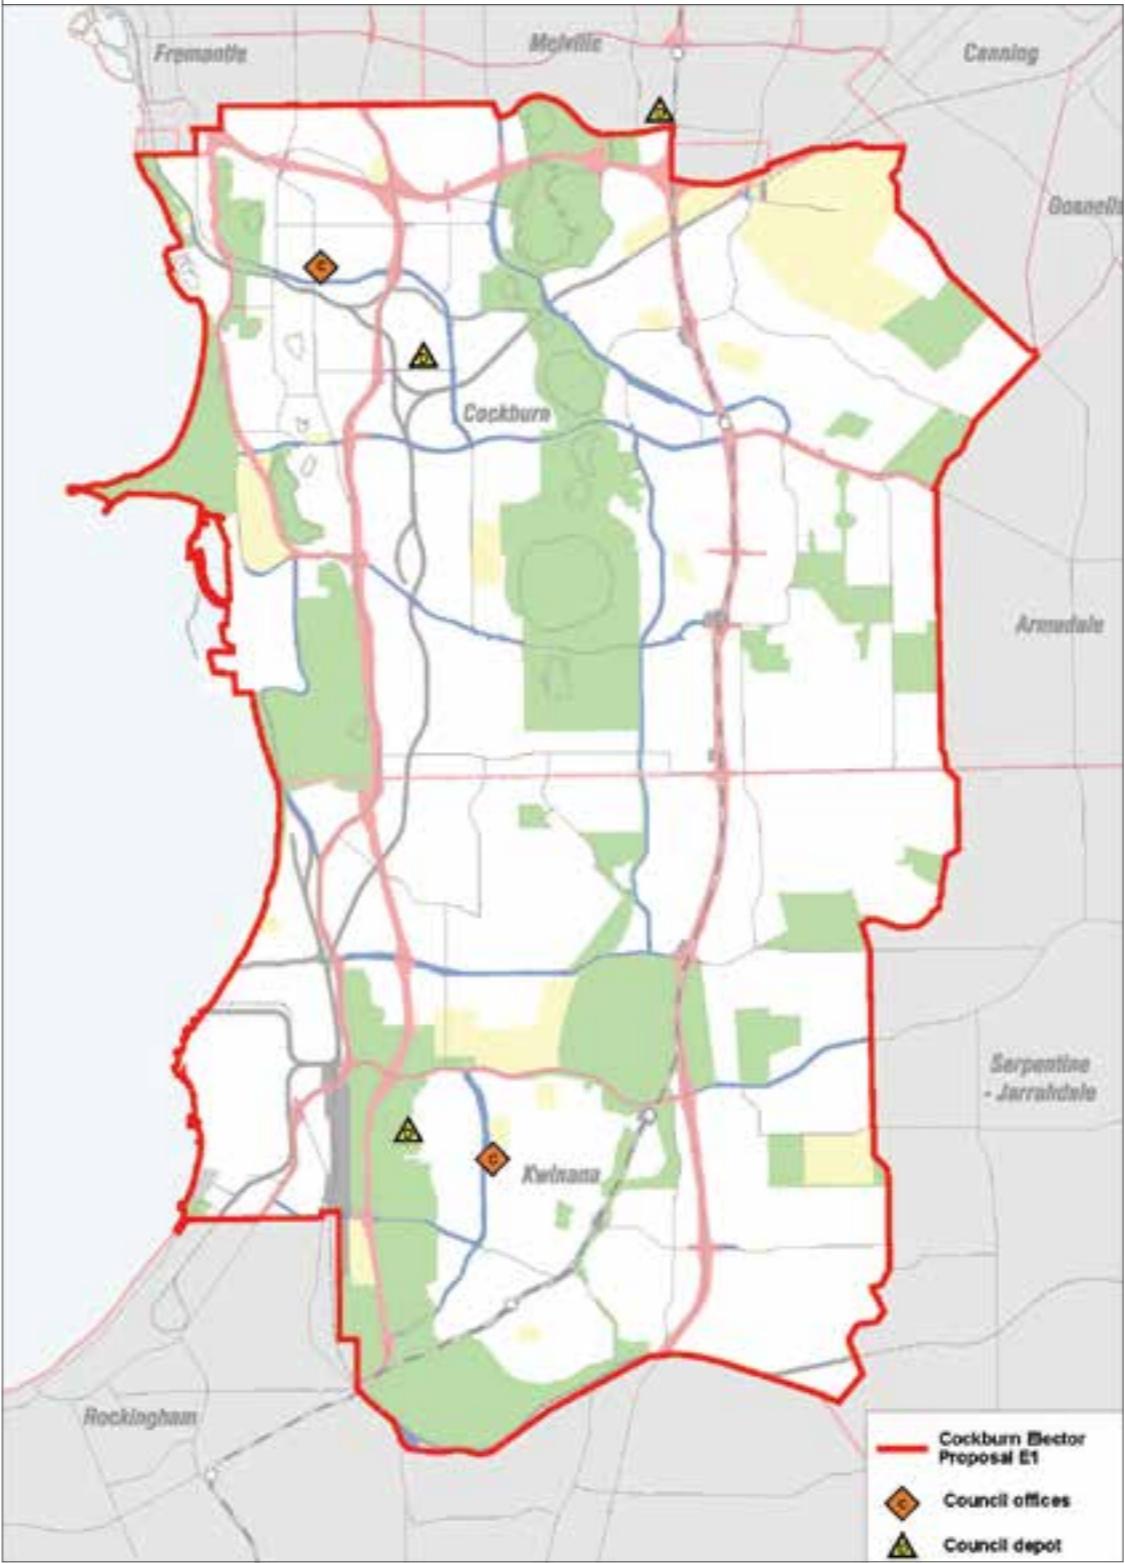 Fremantle
Melville
Canning
Gosnells
Cockburn
Armadale
Serpentine
- Jarrahdale
Kwinana
Rockingham
Cockburn Elector
Proposal E1
C Council offices
Council depot